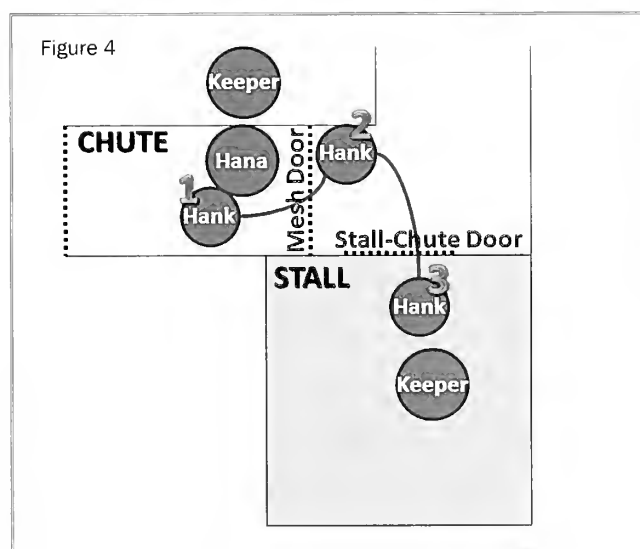 Figure 4
Keeper
CHUTE
Hana
Mesh Door
2
Hank
1
Hank
Stall-Chute Door
STALL
3
Hank
Keeper